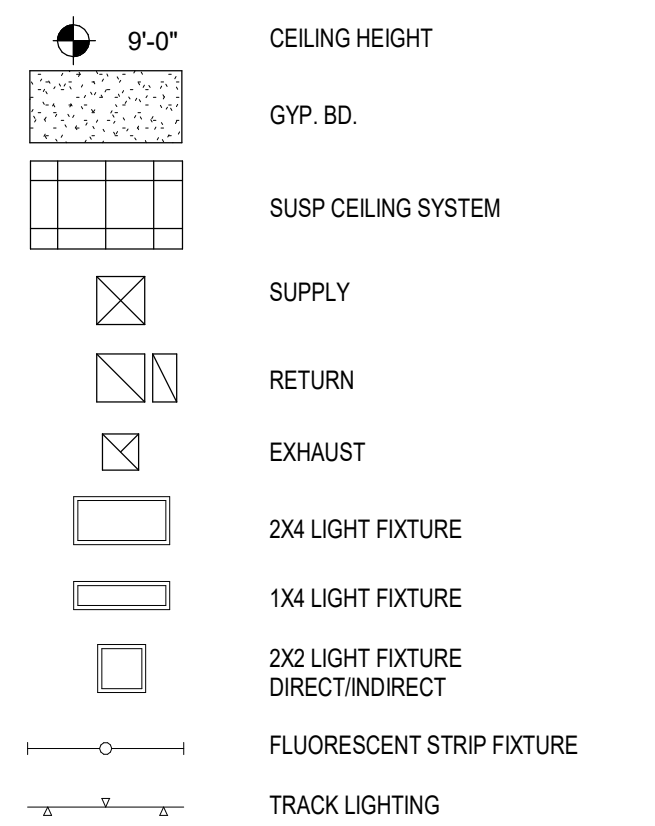 9'-0" CEILING HEIGHT
GYP. BD.
SUSP CEILING SYSTEM
SUPPLY
RETURN
EXHAUST
2X4 LIGHT FIXTURE
1X4 LIGHT FIXTURE
2X2 LIGHT FIXTURE
DIRECT/INDIRECT
FLUORESCENT STRIP FIXTURE
TRACK LIGHTING